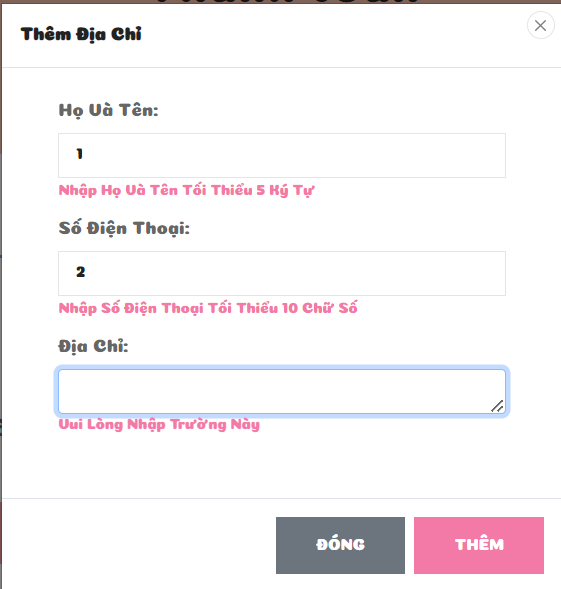 Thêm Địa Chỉ
Họ Và Tên:
1
Nhập Họ Và Tên Tối Thiểu 5 Ký Tự
Số Điện Thoại:
2
Nhập Số Điện Thoại Tối Thiểu 10 Chữ Số
Địa Chỉ:
Vui Lòng Nhập Trường Này
ĐÓNG
THÊM